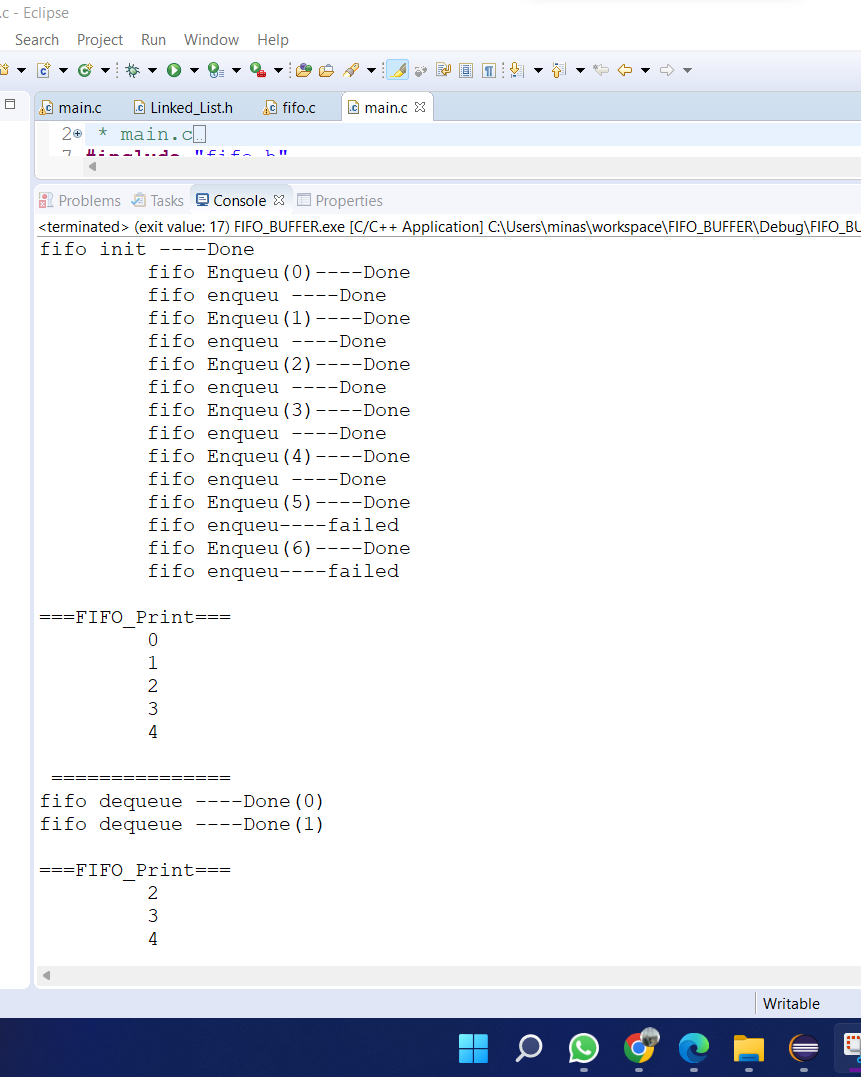 .c - Eclipse
Search Project Run Window Help
main.c Linked_List.h fifo.c main.c
2 * main.c
7 #include "fifo.h"
Problems Tasks Console Properties
<terminated> (exit value: 17) FIFO_BUFFER.exe [C/C++ Application] C:\Users\minas\workspace\FIFO_BUFFER\Debug\FIFO_BU
fifo init ----Done
fifo Enqueu(0)----Done
fifo enqueu ----Done
fifo Enqueu(1)----Done
fifo enqueu ----Done
fifo Enqueu(2)----Done
fifo enqueu ----Done
fifo Enqueu(3)----Done
fifo enqueu ----Done
fifo Enqueu(4)----Done
fifo enqueu ----Done
fifo Enqueu(5)----Done
fifo enqueu----failed
fifo Enqueu(6)----Done
fifo enqueu----failed
===FIFO_Print===
0
1
2
3
4
===============
fifo dequeue ----Done(0)
fifo dequeue ----Done(1)
===FIFO_Print===
2
3
4
Writable